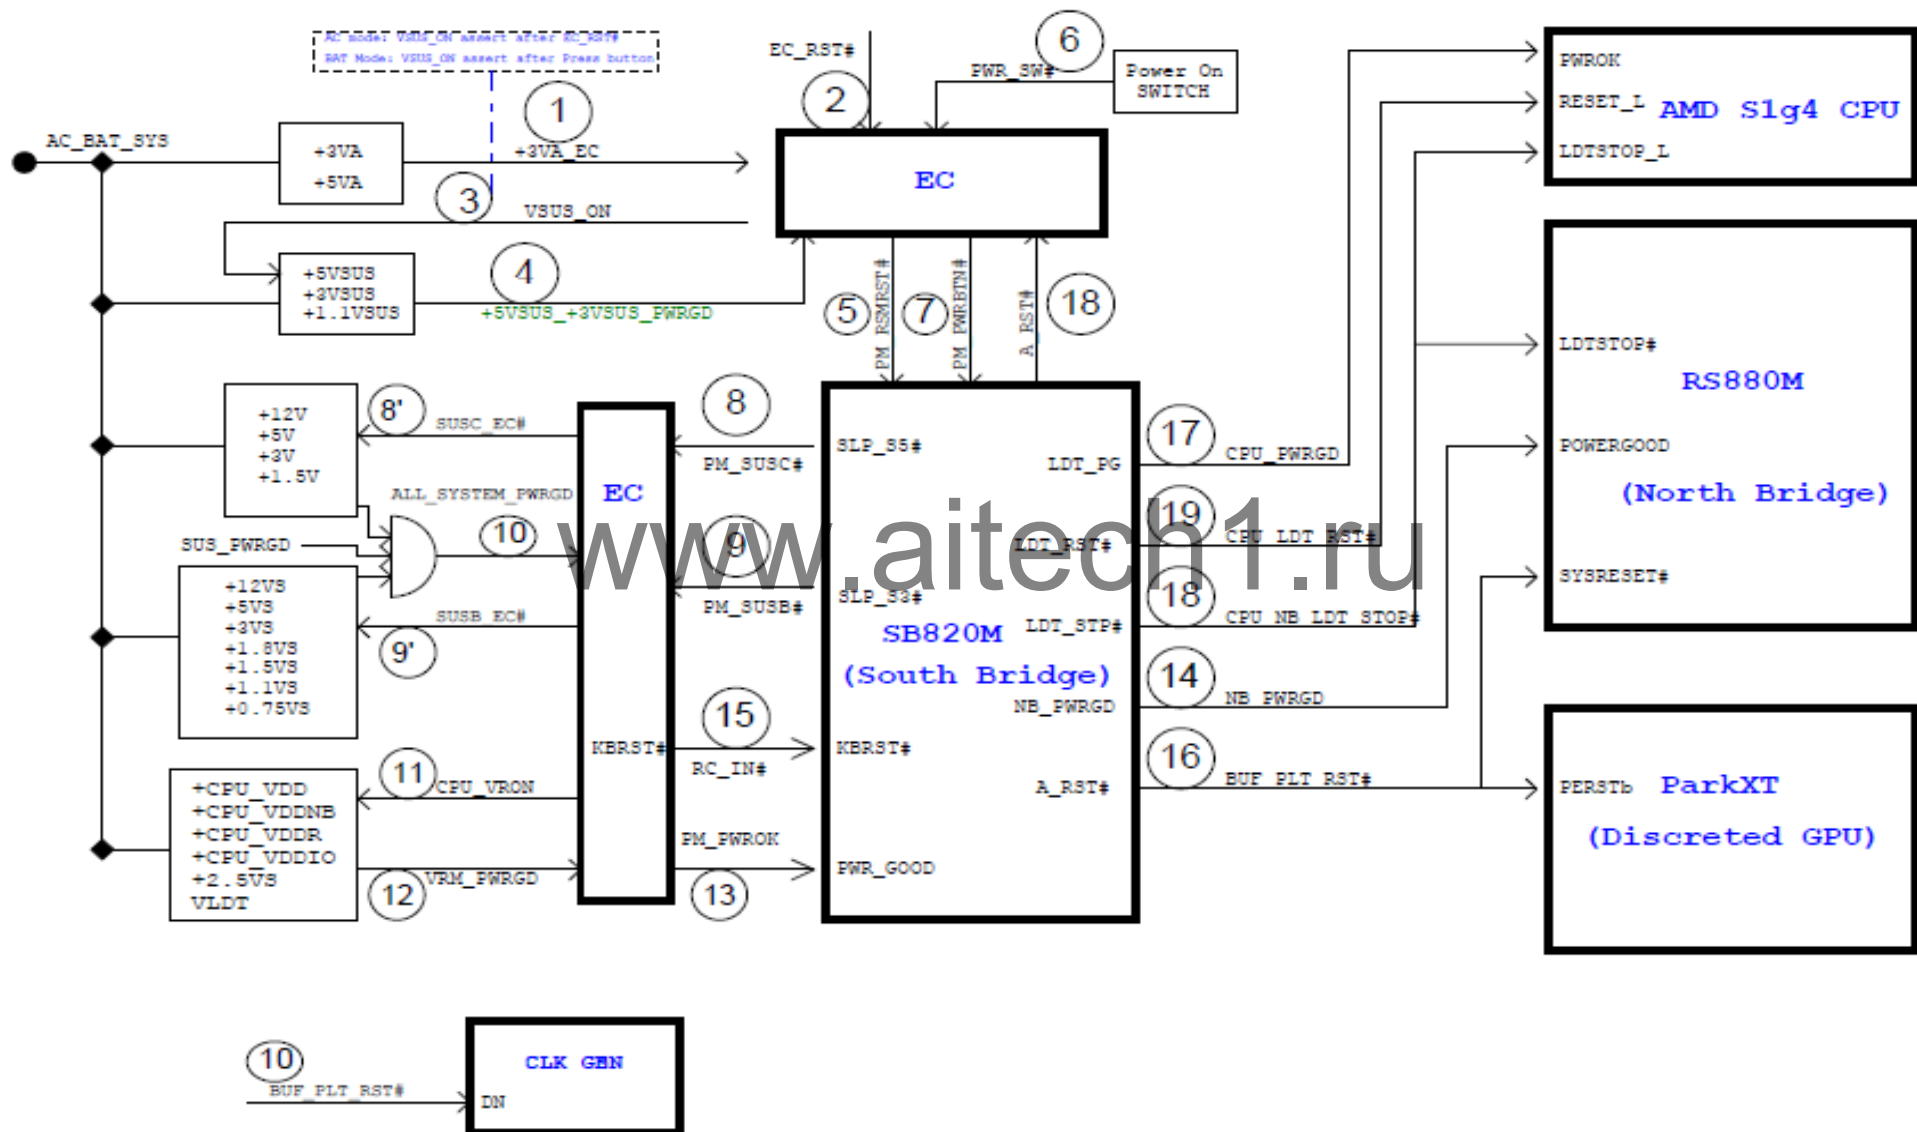 AC mode: VSUS_ON assert after EC_RST#
BAT Mode: VSUS_ON assert after Press button
EC_RST#
6
PWR_SW#
Power On
SWITCH
2
1
AC_BAT_SYS
+3VA
+5VA
+3VA_EC
3
VSUS_ON
EC
+5VSUS
+3VSUS
+1.1VSUS
4
+5VSUS_+3VSUS_PWRGD
5
PM_RSMRST#
7
PM_PWRBTN#
A_RST#
18
PWROK
RESET_L
AMD S1g4 CPU
LDTSTOP_L
LDTSTOP#
RS880M
POWERGOOD
(North Bridge)
SYSRESET#
+12V
+5V
+3V
+1.5V
8'
SUSC_EC#
8
PM_SUSC#
SLP_S5#
ALL_SYSTEM_PWRGD
EC
10
SUS_PWRGD
9
PM_SUSB#
SLP_S3#
+12VS
+5VS
+3VS
+1.8VS
+1.5VS
+1.1VS
+0.75VS
SUSB_EC#
9'
SB820M
(South Bridge)
LDT_PG
17
CPU_PWRGD
LDT_RST#
19
CPU_LDT_RST#
LDT_STP#
18
CPU_NB_LDT_STOP#
NB_PWRGD
14
NB_PWRGD
A_RST#
16
BUF_PLT_RST#
KBRST#
15
RC_IN#
KBRST#
+CPU_VDD
+CPU_VDDNB
+CPU_VDDR
+CPU_VDDIO
+2.5VS
VLDT
11
CPU_VRON
12
VRM_PWRGD
PM_PWROK
13
PWR_GOOD
PERSTb
ParkXT
(Discreted GPU)
www.aitech1.ru
10
BUF_PLT_RST#
CLK GEN
DN